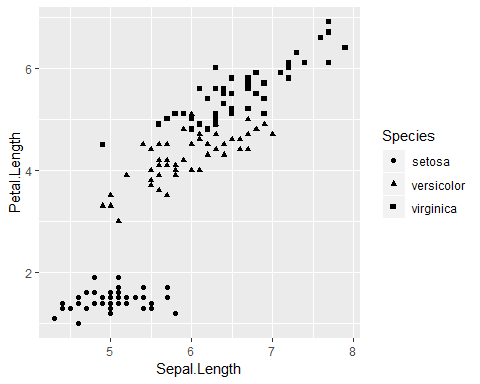 Petal.Length
6
4
2
5
6
7
8
Sepal.Length
Species
setosa
versicolor
virginica